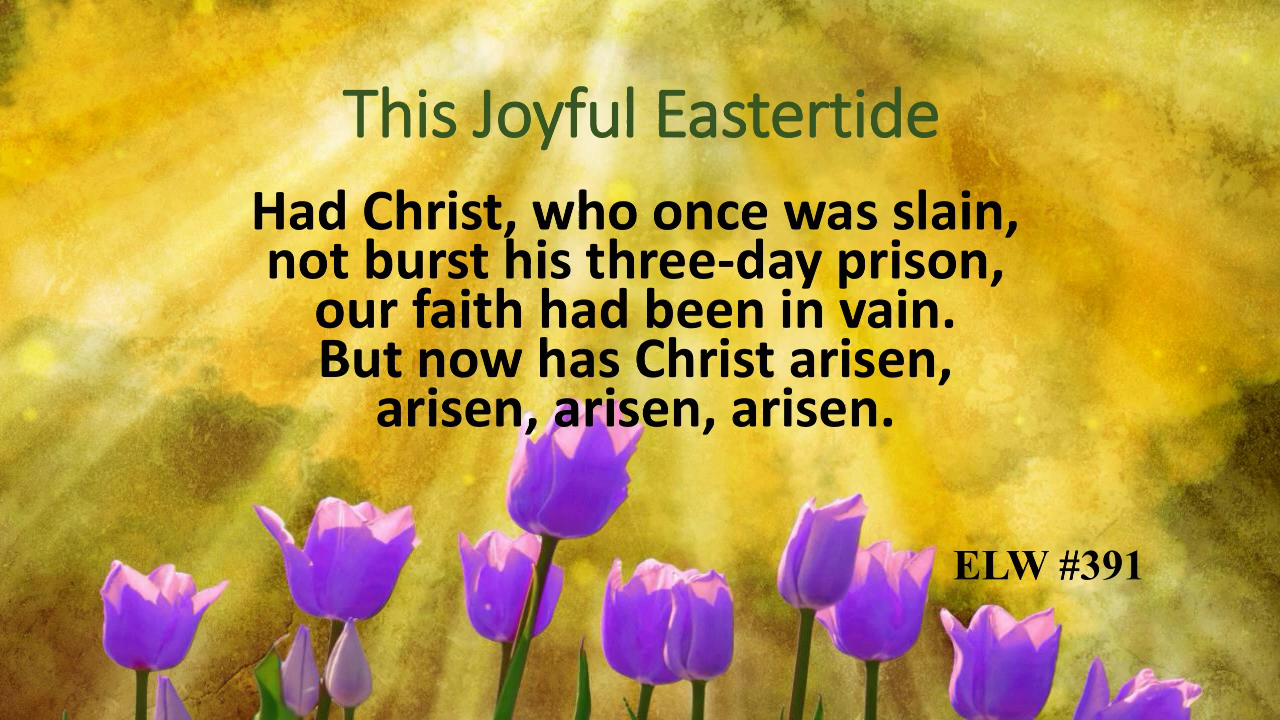 This Joyful Eastertide
Had Christ, who once was slain,
not burst his three-day prison,
our faith had been in vain.
But now has Christ arisen,
arisen, arisen, arisen.
ELW #391